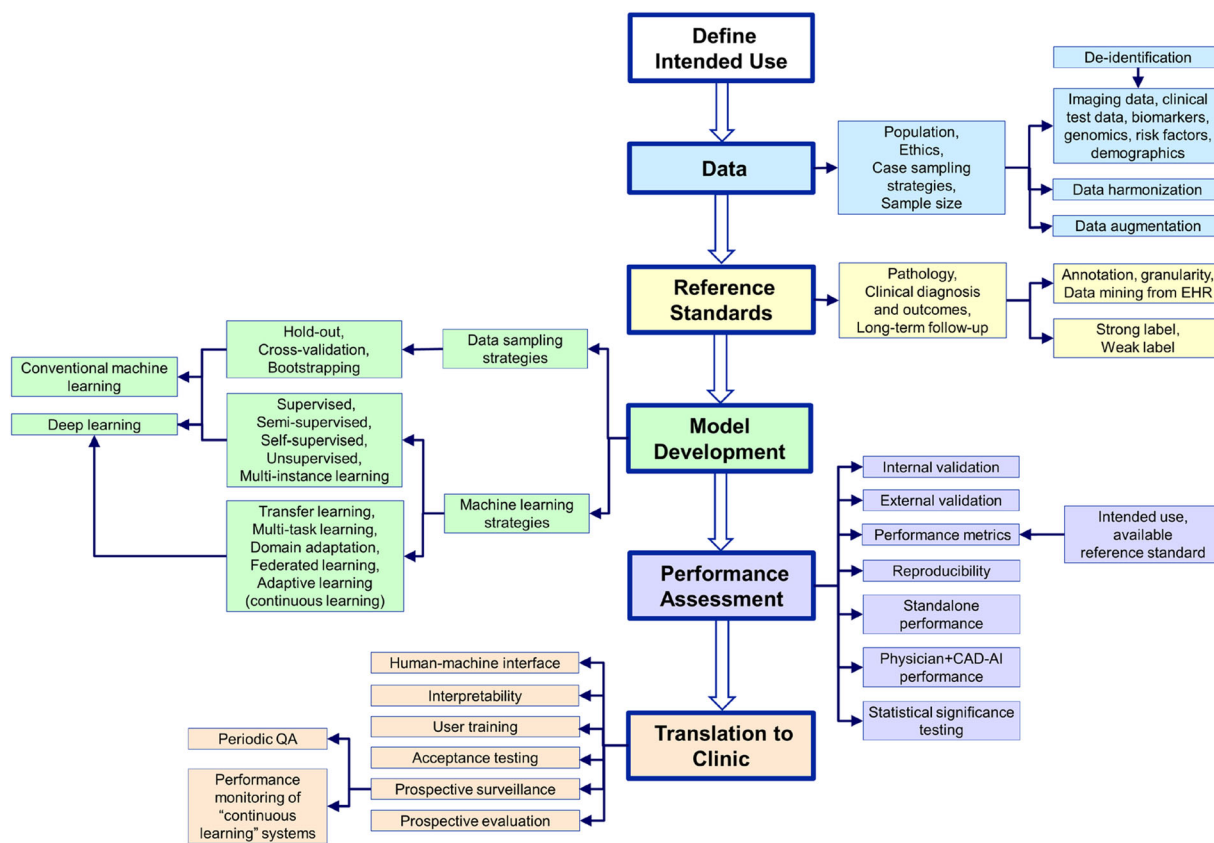 Define
Intended Use
De-identification
Imaging data, clinical
test data, biomarkers,
genomics, risk factors,
demographics
Population,
Ethics,
Case sampling
strategies,
Sample size
Data
Data harmonization
Data augmentation
Reference
Standards
Pathology,
Clinical diagnosis
and outcomes,
Long-term follow-up
Annotation, granularity,
Data mining from EHR
Strong label,
Weak label
Hold-out,
Cross-validation,
Bootstrapping
Data sampling
strategies
Conventional machine
learning
Deep learning
Supervised,
Semi-supervised,
Self-supervised,
Unsupervised,
Multi-instance learning
Model
Development
Machine learning
strategies
Transfer learning,
Multi-task learning,
Domain adaptation,
Federated learning,
Adaptive learning
(continuous learning)
Internal validation
External validation
Performance metrics
Intended use,
available
reference standard
Reproducibility
Performance
Assessment
Standalone
performance
Physician+CAD-AI
performance
Statistical significance
testing
Human-machine interface
Interpretability
User training
Acceptance testing
Prospective surveillance
Prospective evaluation
Translation to
Clinic
Periodic QA
Performance
monitoring of
“continuous
learning” systems